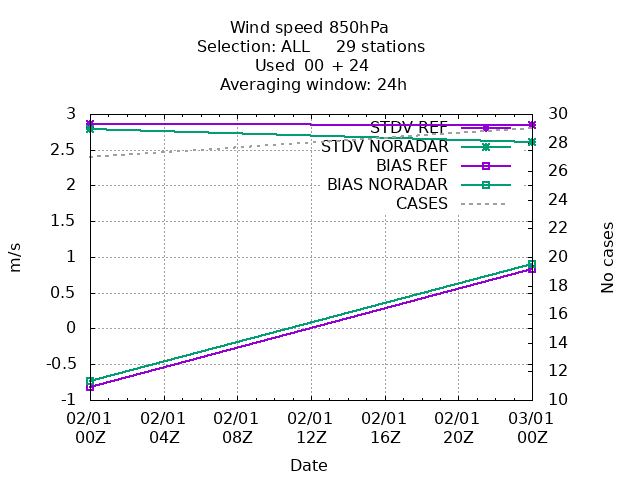 Wind speed 850hPa
Selection: ALL 29 stations
Used 00 + 24
Averaging window: 24h
3
2.5
2
1.5
1
0.5
0
-0.5
-1
m/s
30
28
26
24
22
20
18
16
14
12
10
No cases
STDV REF
STDV NORADAR
BIAS REF
BIAS NORADAR
CASES
02/01 02/01 02/01 02/01 02/01 02/01 03/01
00Z 04Z 08Z 12Z 16Z 20Z 00Z
Date